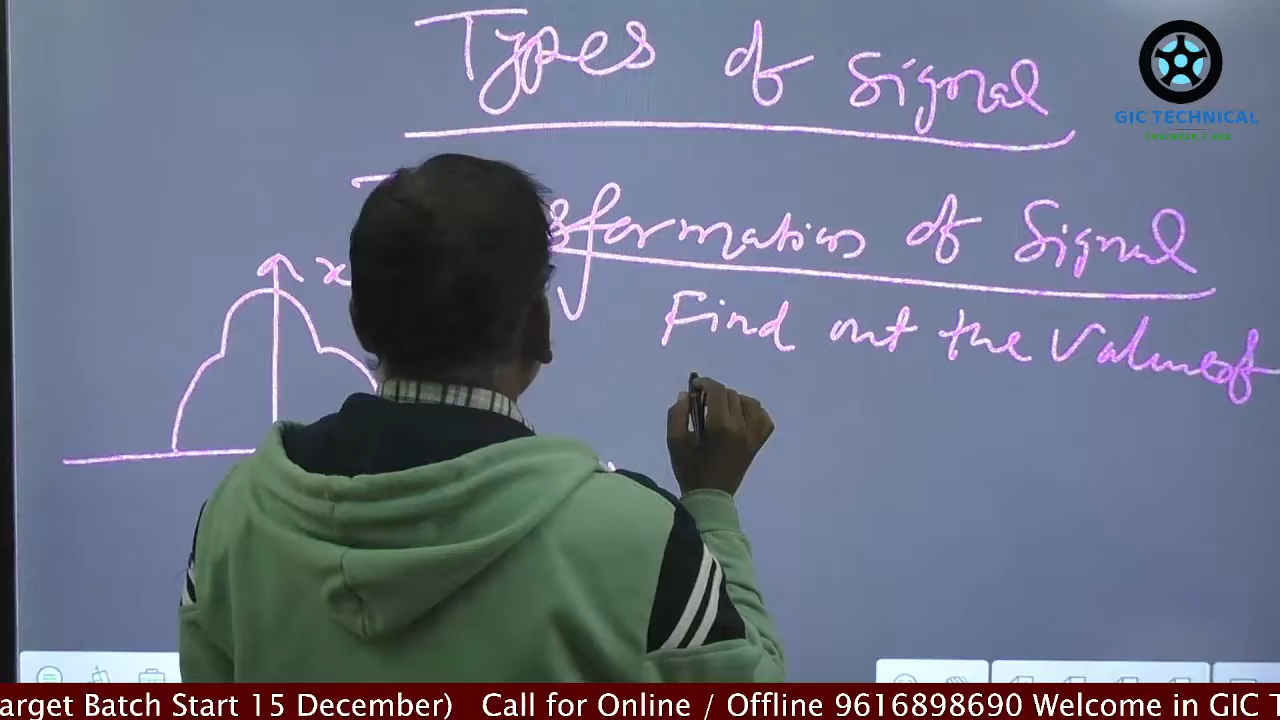 Types of Signal
GIC TECHNICAL
sformation of Signal
x
Find out the Value of
arget Batch Start 15 December) Call for Online / Offline 9616898690 Welcome in GIC T